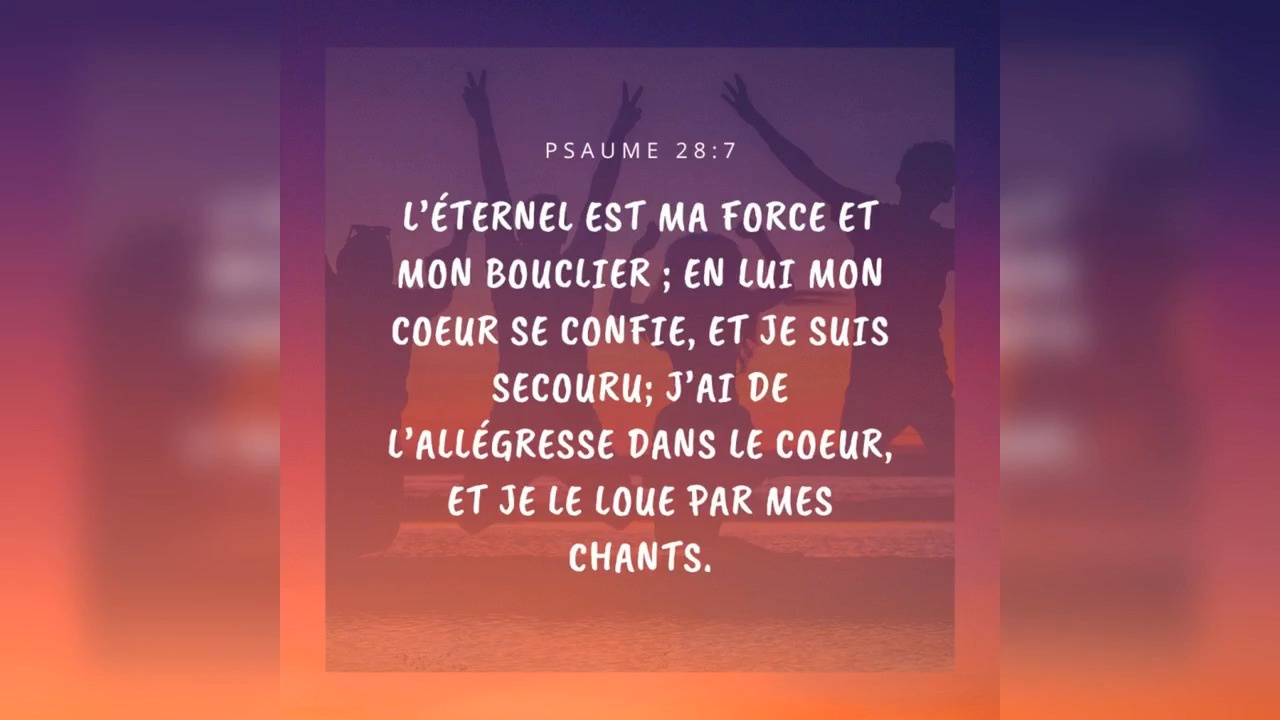 PSAUME 28:7
L'ÉTERNEL EST MA FORCE ET
MON BOUCLIER ; EN LUI MON
COEUR SE CONFIE, ET JE SUIS
SECOURU; J'AI DE
L'ALLÉGRESSE DANS LE COEUR,
ET JE LE LOUE PAR MES
CHANTS.